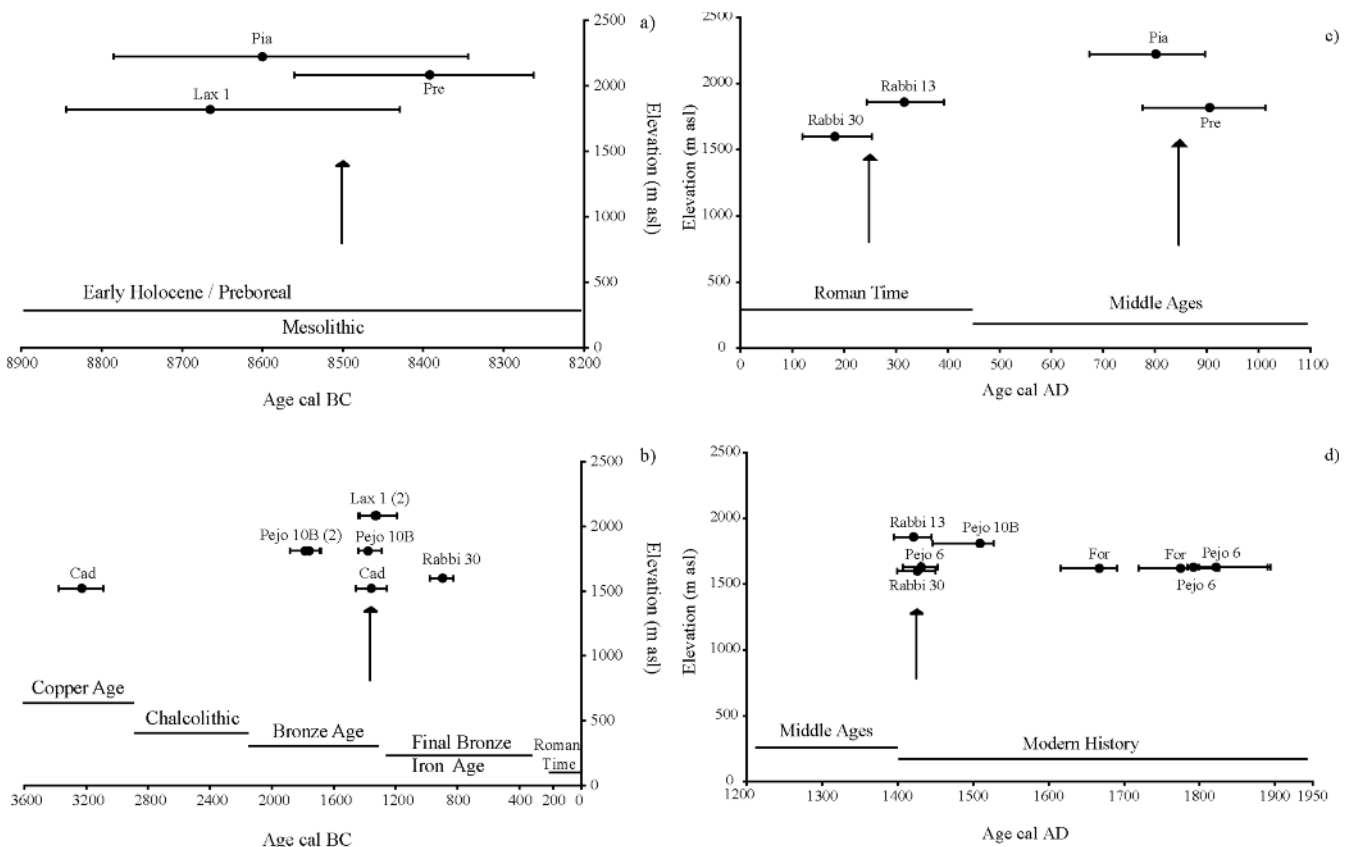 a)
2500
2000
1500
1000
500
0
Elevation (m asl)
Pia
Pre
Lax 1
Early Holocene / Preboreal
Mesolithic
8900 8800 8700 8600 8500 8400 8300 8200
Age cal BC
c)
2500
2000
1500
1000
500
0
Elevation (m asl)
Pia
Rabbi 13
Rabbi 30
Pre
Roman Time
Middle Ages
0 100 200 300 400 500 600 700 800 900 1000 1100
Age cal AD
b)
2500
2000
1500
1000
500
0
Elevation (m asl)
Lax 1 (2)
Pejo 10B (2) Pejo 10B
Rabbi 30
Cad Cad
Copper Age
Chalcolithic
Bronze Age
Final Bronze
Iron Age
Roman
Time
3600 3200 2800 2400 2000 1600 1200 800 400 0
Age cal BC
d)
2500
2000
1500
1000
500
0
Elevation (m asl)
Rabbi 13
Pejo 10B
Pejo 6
For For Pejo 6
Rabbi 30
Pejo 6
Middle Ages
Modern History
1200 1300 1400 1500 1600 1700 1800 1900 1950
Age cal AD